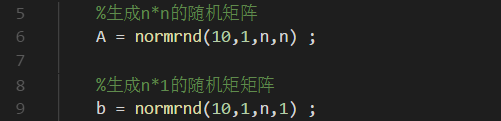 5 %生成n*n的随机矩阵
6 A = normrnd(10,1,n,n) ;
7
8 %生成n*1的随机矩矩阵
9 b = normrnd(10,1,n,1) ;